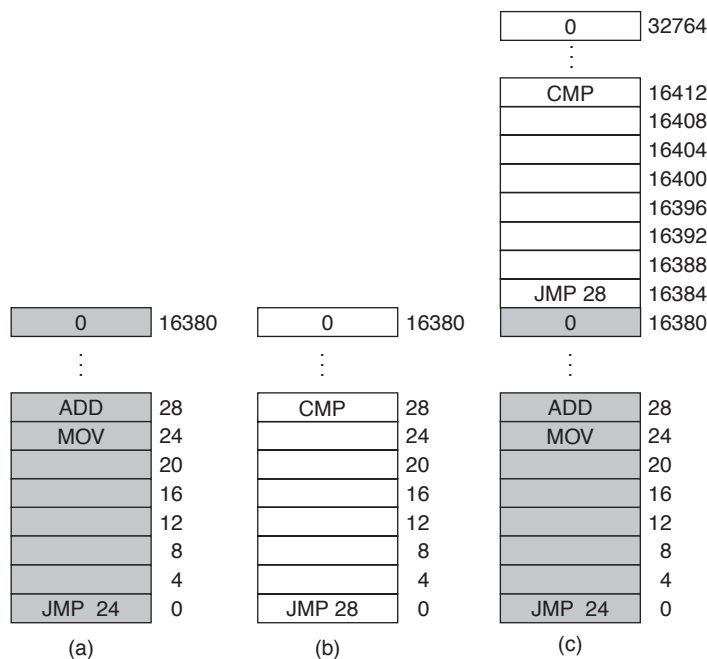 0 32764
CMP 16412
16408
16404
16400
16396
16392
16388
JMP 28 16384
0 16380
0 16380
0 16380
ADD 28
MOV 24
20
16
12
8
4
JMP 24 0
(a)
CMP 28
24
20
16
12
8
4
JMP 28 0
(b)
ADD 28
MOV 24
20
16
12
8
4
JMP 24 0
(c)